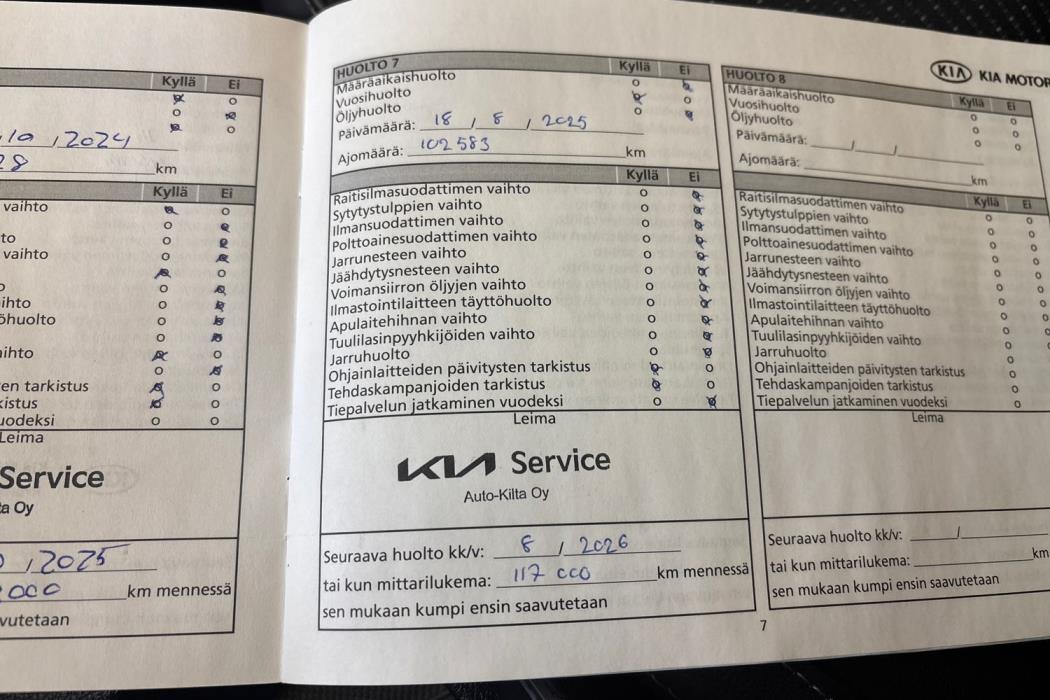 Kyllä Ei
10 / 2024
28 km
Kyllä Ei
vaihto
to
vaihto
o
ihto
öhuolto
aihto
en tarkistus
kistus
uodeksi
Leima
Service
ta Oy
/ 2025
000 km mennessä
avutetaan
HUOLTO 7 Kyllä Ei
Määräaikaishuolto
Vuosihuolto
Öljyhuolto
Päivämäärä: 18 / 8 / 2025
Ajomäärä: 102 583 km
Kyllä Ei
Raitisilmasuodattimen vaihto
Sytytystulppien vaihto
Ilmansuodattimen vaihto
Polttoainesuodattimen vaihto
Jarrunesteen vaihto
Jäähdytysnesteen vaihto
Voimansiirron öljyjen vaihto
Ilmastointilaitteen täyttöhuolto
Apulaitehihnan vaihto
Tuulilasinpyyhkijöiden vaihto
Jarruhuolto
Ohjainlaitteiden päivitysten tarkistus
Tehdaskampanjoiden tarkistus
Tiepalvelun jatkaminen vuodeksi
Leima
KIA Service
Auto-Kilta Oy
Seuraava huolto kk/v: 8 / 2026
tai kun mittarilukema: 117 000 km mennessä
sen mukaan kumpi ensin saavutetaan
KIA KIA MOTOR
HUOLTO 8 Kyllä Ei
Määräaikaishuolto
Vuosihuolto
Öljyhuolto
Päivämäärä: / /
Ajomäärä: km
Kyllä Ei
Raitisilmasuodattimen vaihto
Sytytystulppien vaihto
Ilmansuodattimen vaihto
Polttoainesuodattimen vaihto
Jarrunesteen vaihto
Jäähdytysnesteen vaihto
Voimansiirron öljyjen vaihto
Ilmastointilaitteen täyttöhuolto
Apulaitehihnan vaihto
Tuulilasinpyyhkijöiden vaihto
Jarruhuolto
Ohjainlaitteiden päivitysten tarkistus
Tehdaskampanjoiden tarkistus
Tiepalvelun jatkaminen vuodeksi
Leima
Seuraava huolto kk/v: /
tai kun mittarilukema: km
sen mukaan kumpi ensin saavutetaan
7